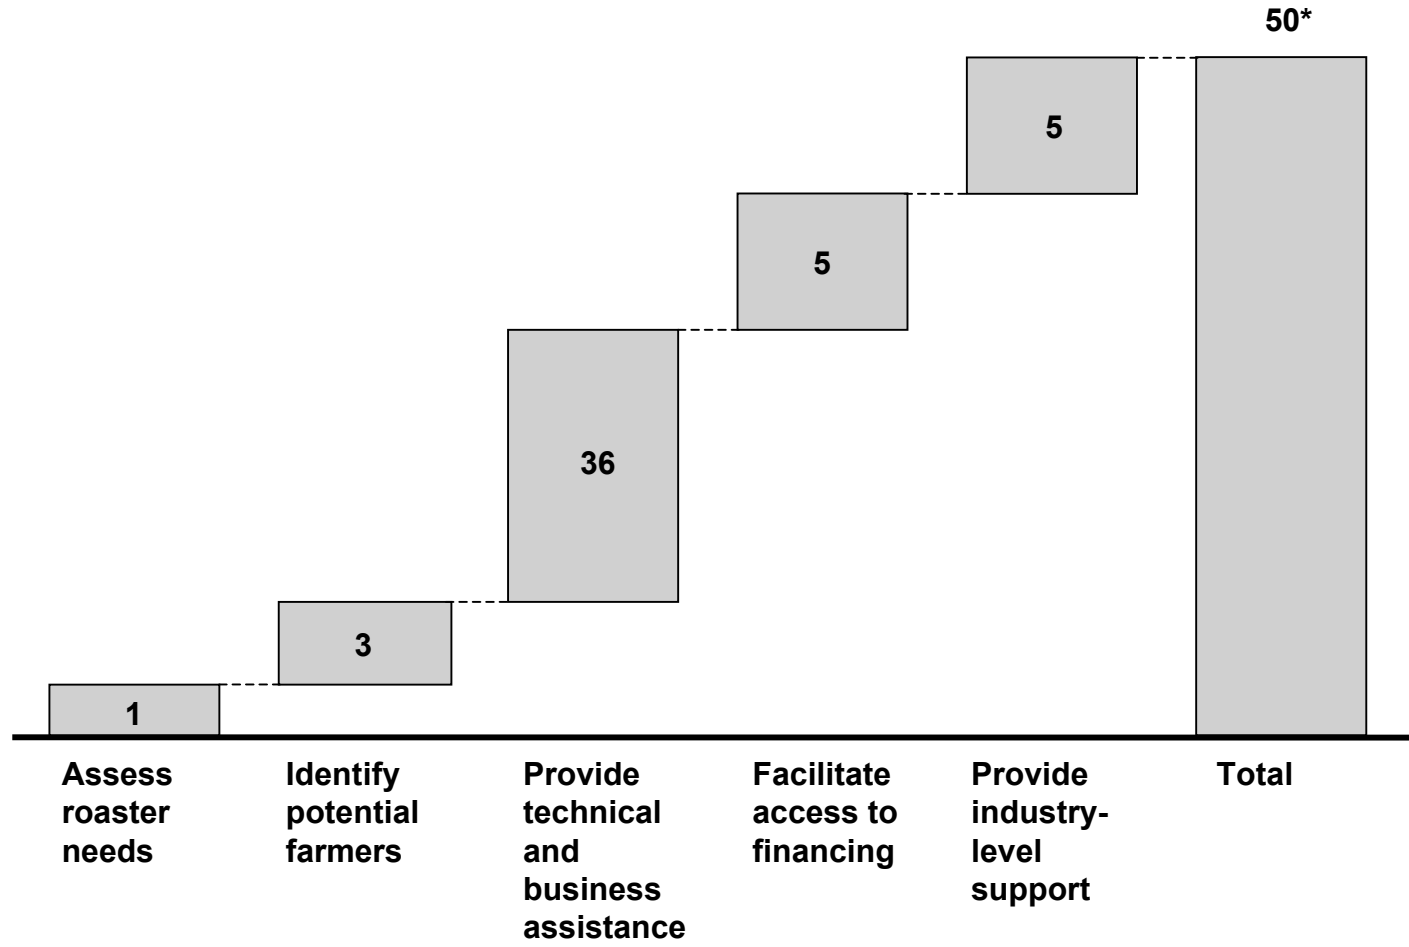 50*
5
5
36
3
1
Assess
roaster
needs
Identify
potential
farmers
Provide
technical
and
business
assistance
Facilitate
access to
financing
Provide
industry-
level
support
Total